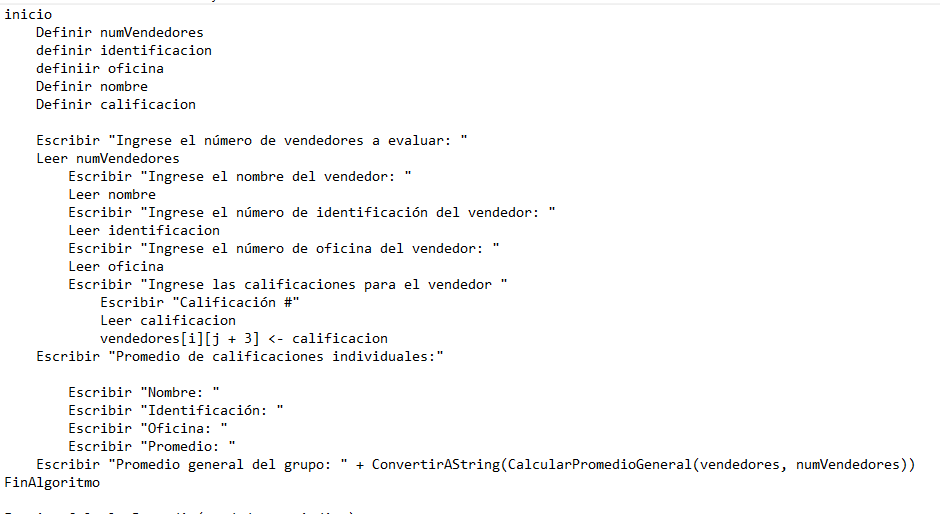 inicio
Definir numVendedores
definir identificacion
definiir oficina
Definir nombre
Definir calificacion
Escribir "Ingrese el número de vendedores a evaluar: "
Leer numVendedores
Escribir "Ingrese el nombre del vendedor: "
Leer nombre
Escribir "Ingrese el número de identificación del vendedor: "
Leer identificacion
Escribir "Ingrese el número de oficina del vendedor: "
Leer oficina
Escribir "Ingrese las calificaciones para el vendedor "
Escribir "Calificación #"
Leer calificacion
vendedores[i][j + 3] <- calificacion
Escribir "Promedio de calificaciones individuales:"
Escribir "Nombre: "
Escribir "Identificación: "
Escribir "Oficina: "
Escribir "Promedio: "
Escribir "Promedio general del grupo: " + ConvertirAString(CalcularPromedioGeneral(vendedores, numVendedores))
FinAlgoritmo